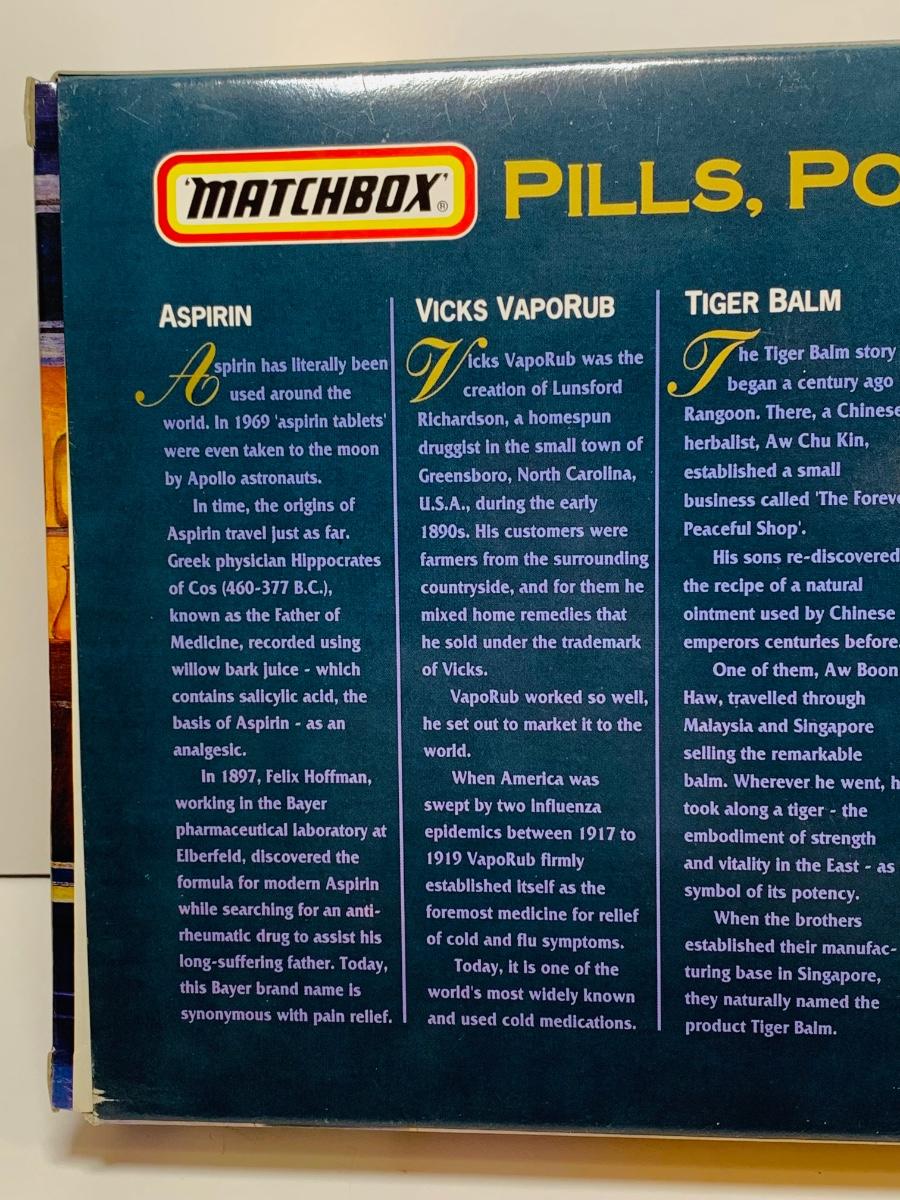 'MATCHBOX'®
PILLS, PO
ASPIRIN
Aspirin has literally been
used around the
world. In 1969 'aspirin tablets'
were even taken to the moon
by Apollo astronauts.
In time, the origins of
Aspirin travel just as far.
Greek physician Hippocrates
of Cos (460-377 B.C.),
known as the Father of
Medicine, recorded using
willow bark juice - which
contains salicylic acid, the
basis of Aspirin - as an
analgesic.
In 1897, Felix Hoffman,
working in the Bayer
pharmaceutical laboratory at
Elberfeld, discovered the
formula for modern Aspirin
while searching for an anti-
rheumatic drug to assist his
long-suffering father. Today,
this Bayer brand name is
synonymous with pain relief.
VICKS VAPORUB
Vicks VapoRub was the
creation of Lunsford
Richardson, a homespun
druggist in the small town of
Greensboro, North Carolina,
U.S.A., during the early
1890s. His customers were
farmers from the surrounding
countryside, and for them he
mixed home remedies that
he sold under the trademark
of Vicks.
VapoRub worked so well,
he set out to market it to the
world.
When America was
swept by two Influenza
epidemics between 1917 to
1919 VapoRub firmly
established itself as the
foremost medicine for relief
of cold and flu symptoms.
Today, it is one of the
world's most widely known
and used cold medications.
TIGER BALM
The Tiger Balm story
began a century ago
Rangoon. There, a Chinese
herbalist, Aw Chu Kin,
established a small
business called 'The Foreve
Peaceful Shop'.
His sons re-discovered
the recipe of a natural
ointment used by Chinese
emperors centuries before.
One of them, Aw Boon
Haw, travelled through
Malaysia and Singapore
selling the remarkable
balm. Wherever he went, h
took along a tiger - the
embodiment of strength
and vitality in the East - as
symbol of its potency.
When the brothers
established their manufac-
turing base in Singapore,
they naturally named the
product Tiger Balm.